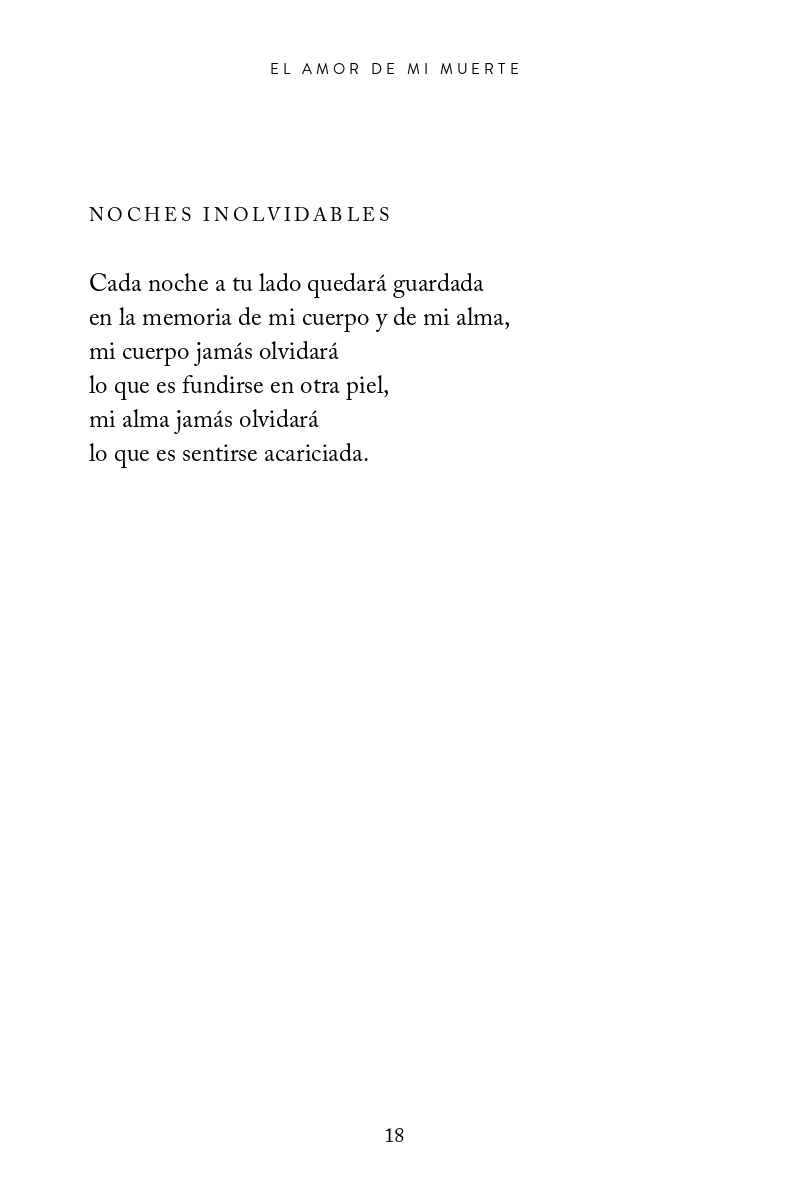 EL AMOR DE MI MUERTE
NOCHES INOLVIDABLES
Cada noche a tu lado quedará guardada
en la memoria de mi cuerpo y de mi alma,
mi cuerpo jamás olvidará
lo que es fundirse en otra piel,
mi alma jamás olvidará
lo que es sentirse acariciada.
18